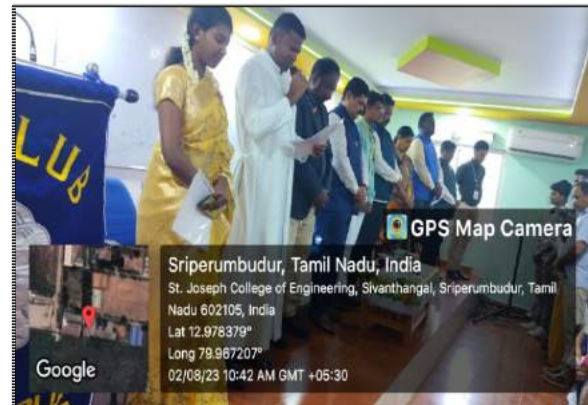 LUB
GPS Map Camera
Sriperumbudur, Tamil Nadu, India
St. Joseph College of Engineering, Sivanthangal, Sriperumbudur, Tamil
Nadu 602105, India
Lat 12.978379°
Long 79.967207°
02/08/23 10:42 AM GMT +05:30
Google